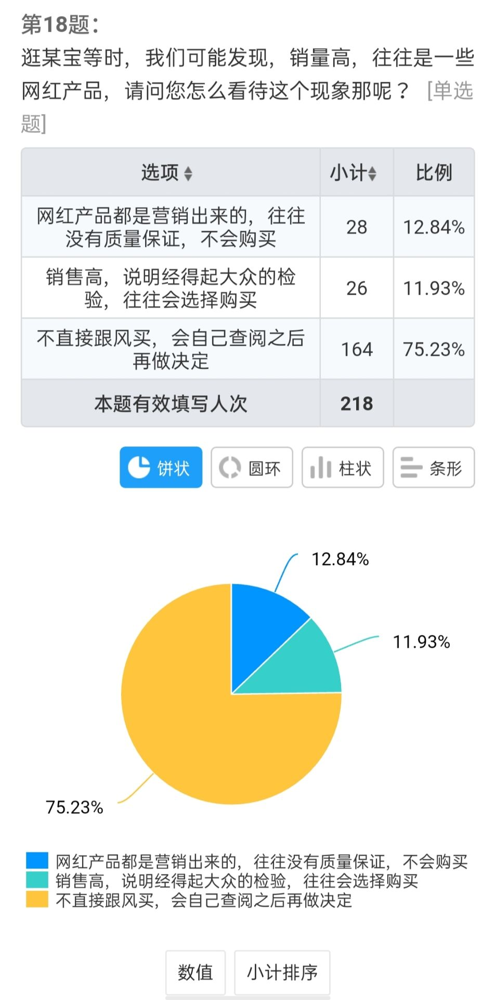 第18题：
逛某宝等时，我们可能发现，销量高，往往是一些
网红产品，请问您怎么看待这个现象那呢？ [单选
题]
选项 小计 比例
网红产品都是营销出来的，往往
没有质量保证，不会购买
28 12.84%
销售高，说明经得起大众的检
验，往往会选择购买
26 11.93%
不直接跟风买，会自己查阅之后
再做决定
164 75.23%
本题有效填写人次 218
饼状 圆环 柱状 条形
12.84%
11.93%
75.23%
网红产品都是营销出来的，往往没有质量保证，不会购买
销售高，说明经得起大众的检验，往往会选择购买
不直接跟风买，会自己查阅之后再做决定
数值 小计排序